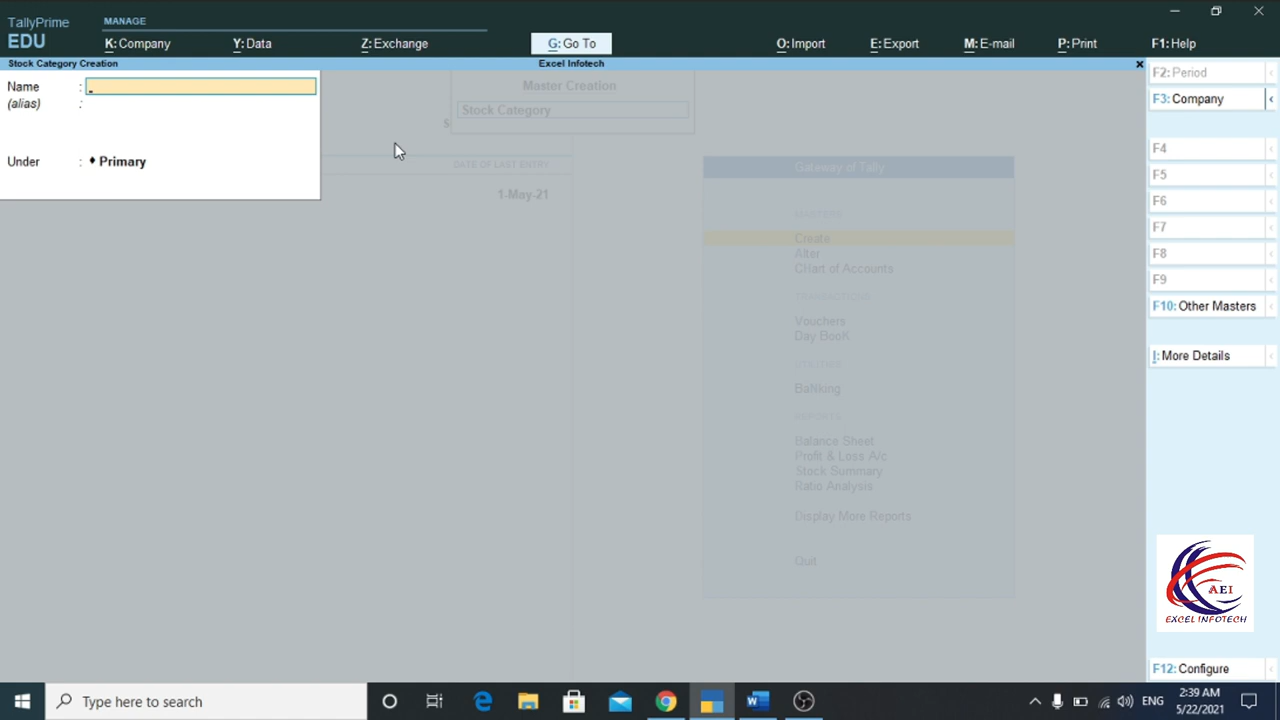 TallyPrime
EDU
MANAGE
K: Company
Y: Data
Z: Exchange
G: Go To
O: Import
E: Export
M: E-mail
P: Print
F1: Help
Stock Category Creation
Excel Infotech
Name :
(alias) :
Under : ♦ Primary
Master Creation
Stock Category
DATE OF LAST ENTRY
1-May-21
Gateway of Tally
MASTERS
Create
Alter
CHart of Accounts
TRANSACTIONS
Vouchers
Day BooK
UTILITIES
BaNking
REPORTS
Balance Sheet
Profit & Loss A/c
Stock Summary
Ratio Analysis
Display More Reports
Quit
F2: Period
F3: Company
F4
F5
F6
F7
F8
F9
F10: Other Masters
I: More Details
AEI
EXCEL INFOTECH
F12: Configure
Type here to search
ENG
2:39 AM
5/22/2021